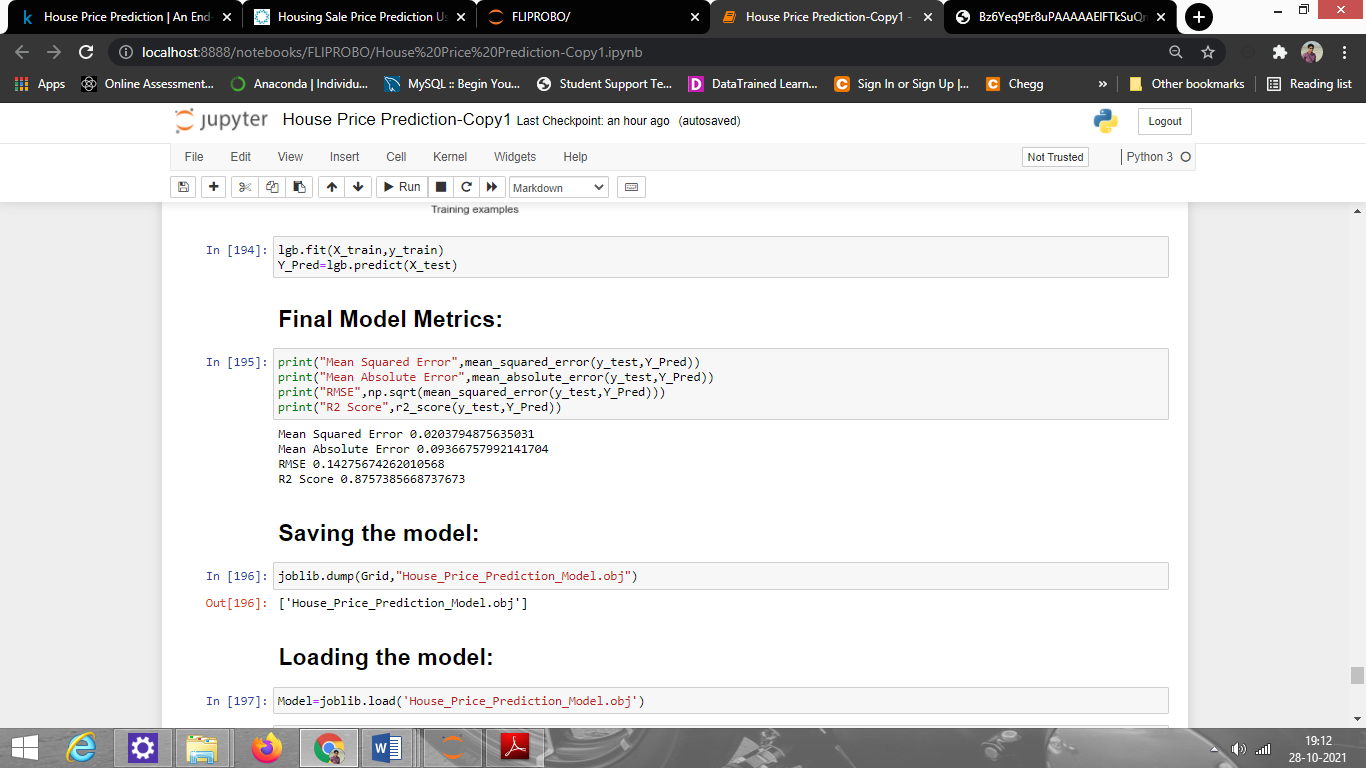 House Price Prediction | An End
Housing Sale Price Prediction Us
FLIPROBO/
House Price Prediction-Copy1 -
Bz6Yeq9Er8uPAAAAAElFTkSuQm
localhost:8888/notebooks/FLIPROBO/House%20Price%20Prediction-Copy1.ipynb
Apps
Online Assessment...
Anaconda | Individu...
MySQL :: Begin You...
Student Support Te...
DataTrained Learn...
Sign In or Sign Up |...
Chegg
»
Other bookmarks
Reading list
jupyter House Price Prediction-Copy1 Last Checkpoint: an hour ago (autosaved)
Logout
File Edit View Insert Cell Kernel Widgets Help
Not Trusted
Python 3
Run
Markdown
Training examples
In [194]: lgb.fit(X_train,y_train)
Y_Pred=lgb.predict(X_test)
Final Model Metrics:
In [195]: print("Mean Squared Error",mean_squared_error(y_test,Y_Pred))
print("Mean Absolute Error",mean_absolute_error(y_test,Y_Pred))
print("RMSE",np.sqrt(mean_squared_error(y_test,Y_Pred)))
print("R2 Score",r2_score(y_test,Y_Pred))
Mean Squared Error 0.0203794875635031
Mean Absolute Error 0.09366757992141704
RMSE 0.14275674262010568
R2 Score 0.8757385668737673
Saving the model:
In [196]: joblib.dump(Grid,"House_Price_Prediction_Model.obj")
Out[196]: ['House_Price_Prediction_Model.obj']
Loading the model:
In [197]: Model=joblib.load('House_Price_Prediction_Model.obj')
19:12
28-10-2021